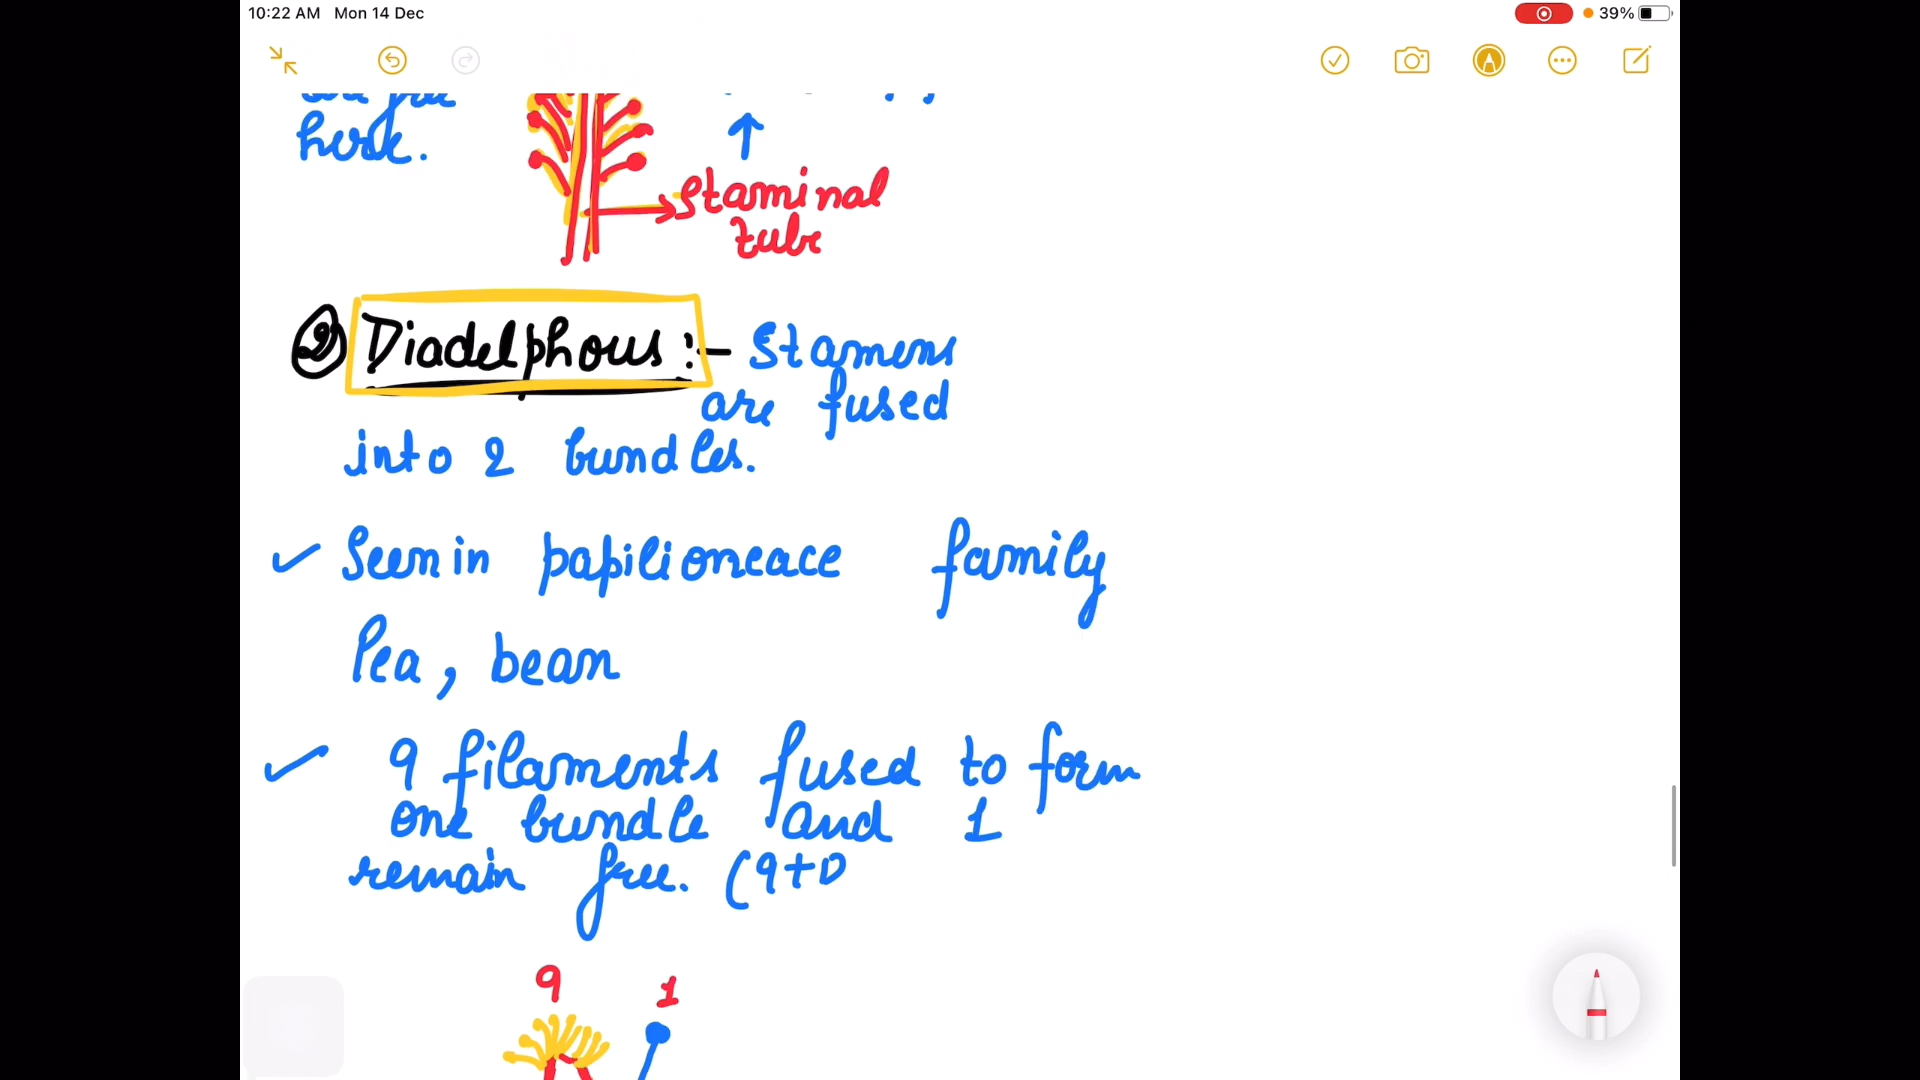 10:22 AM Mon 14 Dec
39%
here.
Staminal
tube
② Diadelphous :- Stamens
are fused
into 2 bundles.
✓ Seen in papilioneace family
Pea, bean
✓ 9 filaments fused to form
one bundle and 1
remain free. (9+1)
9 1